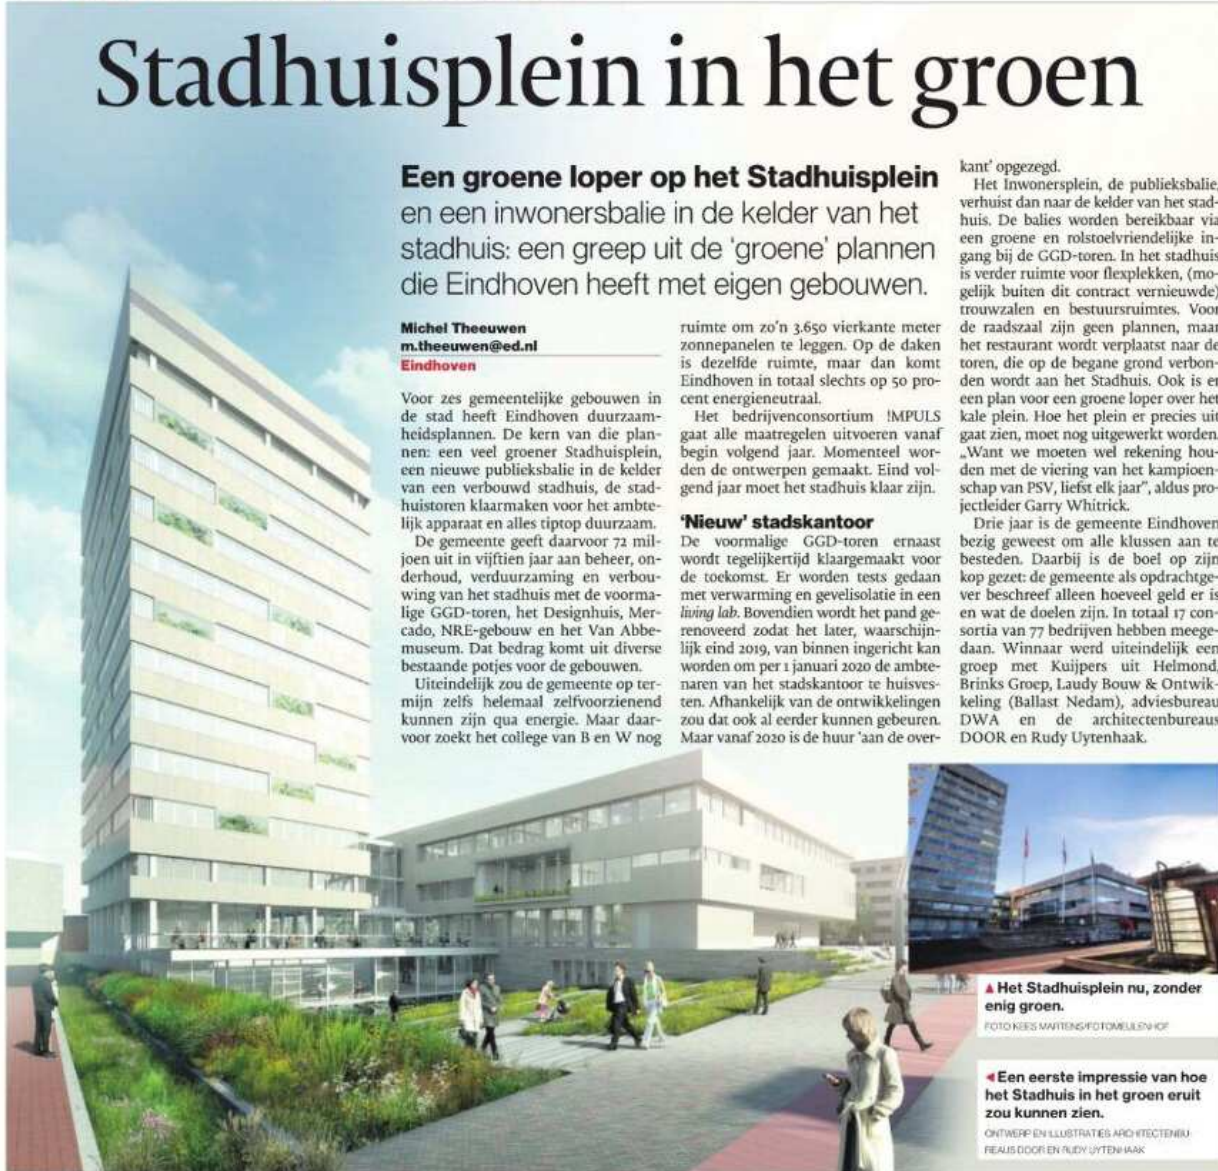 Stadhuisplein in het groen
Een groene loper op het Stadhuisplein
en een inwonersbalie in de kelder van het
stadhuis: een greep uit de ‘groene’ plannen
die Eindhoven heeft met eigen gebouwen.
Michel Theeuwen
m.theeuwen@ed.nl
Eindhoven
Voor zes gemeentelijke gebouwen in
de stad heeft Eindhoven duurzaam-
heidsplannen. De kern van die plan-
nen: een veel groener Stadhuisplein,
een nieuwe publieksbalie in de kelder
van een verbouwd stadhuis, de stad-
huistoren klaarmaken voor het ambte-
lijk apparaat en alles tiptop duurzaam.
De gemeente geeft daarvoor 72 mil-
joen uit in vijftien jaar aan beheer, on-
derhoud, verduurzaming en verbou-
wing van het stadhuis met de voorma-
lige GGD-toren, het Designhuis, Mer-
cado, NRE-gebouw en het Van Abbe-
museum. Dat bedrag komt uit diverse
bestaande potjes voor de gebouwen.
Uiteindelijk zou de gemeente op ter-
mijn zelfs helemaal zelfvoorzienend
kunnen zijn qua energie. Maar daar-
voor zoekt het college van B en W nog
ruimte om zo'n 3.650 vierkante meter
zonnepanelen te leggen. Op de daken
is dezelfde ruimte, maar dan komt
Eindhoven in totaal slechts op 50 pro-
cent energieneutraal.
Het bedrijvenconsortium !MPULS
gaat alle maatregelen uitvoeren vanaf
begin volgend jaar. Momenteel wor-
den de ontwerpen gemaakt. Eind vol-
gend jaar moet het stadhuis klaar zijn.
‘Nieuw’ stadskantoor
De voormalige GGD-toren ernaast
wordt tegelijkertijd klaargemaakt voor
de toekomst. Er worden tests gedaan
met verwarming en gevelisolatie in een
living lab. Bovendien wordt het pand ge-
renoveerd zodat het later, waarschijn-
lijk eind 2019, van binnen ingericht kan
worden om per 1 januari 2020 de ambte-
naren van het stadskantoor te huisves-
ten. Afhankelijk van de ontwikkelingen
zou dat ook al eerder kunnen gebeuren.
Maar vanaf 2020 is de huur ‘aan de over-
kant’ opgezegd.
Het Inwonersplein, de publieksbalie,
verhuist dan naar de kelder van het stad-
huis. De balies worden bereikbaar via
een groene en rolstoelvriendelijke in-
gang bij de GGD-toren. In het stadhuis
is verder ruimte voor flexplekken, (mo-
gelijk buiten dit contract vernieuwde)
trouwzalen en bestuursruimtes. Voor
de raadszaal zijn geen plannen, maar
het restaurant wordt verplaatst naar de
toren, die op de begane grond verbon-
den wordt aan het Stadhuis. Ook is er
een plan voor een groene loper over het
kale plein. Hoe het plein er precies uit
gaat zien, moet nog uitgewerkt worden.
„Want we moeten wel rekening hou-
den met de viering van het kampioen-
schap van PSV, liefst elk jaar”, aldus pro-
jectleider Garry Whitrick.
Drie jaar is de gemeente Eindhoven
bezig geweest om alle klussen aan te
besteden. Daarbij is de boel op zijn
kop gezet: de gemeente als opdrachtge-
ver beschreef alleen hoeveel geld er is
en wat de doelen zijn. In totaal 17 con-
sortia van 77 bedrijven hebben meege-
daan. Winnaar werd uiteindelijk een
groep met Kuijpers uit Helmond,
Brinks Groep, Laudy Bouw & Ontwik-
keling (Ballast Nedam), adviesbureau
DWA en de architectenbureaus
DOOR en Rudy Uytenhaak.
▲ Het Stadhuisplein nu, zonder
enig groen.
FOTO KEES MARTENS/FOTOMEULENHOF
◄ Een eerste impressie van hoe
het Stadhuis in het groen eruit
zou kunnen zien.
ONTWERP EN ILLUSTRATIES ARCHITECTENBU-
REAUS DOOR EN RUDY UYTENHAAK